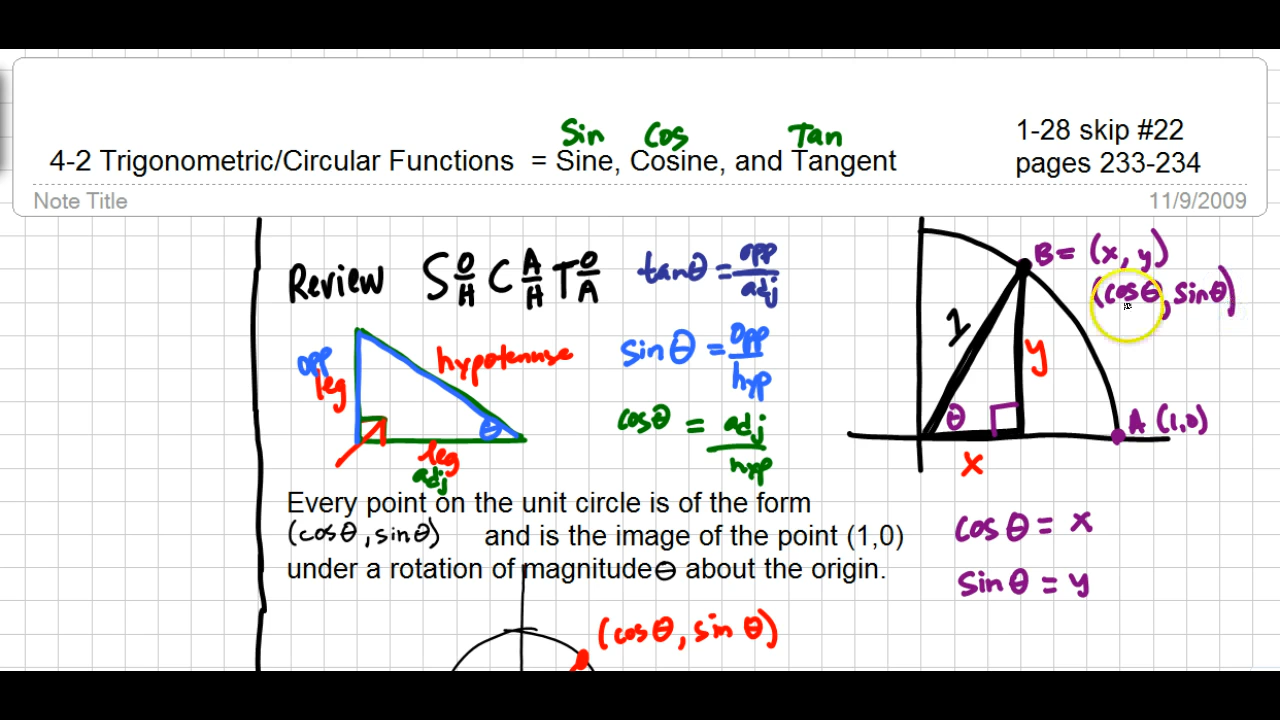 Sin Cos Tan
4-2 Trigonometric/Circular Functions = Sine, Cosine, and Tangent
1-28 skip #22
pages 233-234
Note Title
11/9/2009
Review S O/H C A/H T O/A
tanθ = opp/adj
opp
leg
hypotenuse
θ
leg
adj
sinθ = opp/hyp
cosθ = adj/hyp
B = (x, y)
(cosθ, sinθ)
1
y
θ
A (1,0)
x
cosθ = x
sinθ = y
Every point on the unit circle is of the form
(cosθ, sinθ) and is the image of the point (1,0)
under a rotation of magnitude θ about the origin.
(cosθ, sin θ)